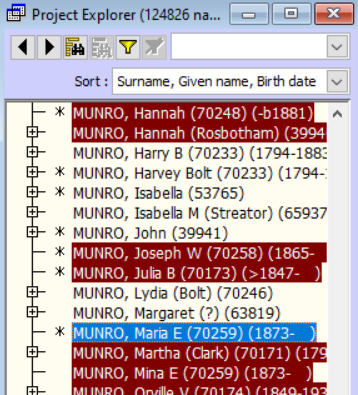 Project Explorer (124826 na...
Sort : Surname, Given name, Birth date
* MUNRO, Hannah (70248) (-b1881)
MUNRO, Hannah (Rosbotham) (3994
MUNRO, Harry B (70233) (1794-1883
* MUNRO, Harvey Bolt (70233) (1794-
* MUNRO, Isabella (53765)
MUNRO, Isabella M (Streator) (65937
* MUNRO, John (39941)
* MUNRO, Joseph W (70258) (1865-
* MUNRO, Julia B (70173) (>1847- )
MUNRO, Lydia (Bolt) (70246)
MUNRO, Margaret (?) (63819)
* MUNRO, Maria E (70259) (1873- )
MUNRO, Martha (Clark) (70171) (179
MUNRO, Mina E (70259) (1873- )
MUNRO, Orville V (70174) (1849-193